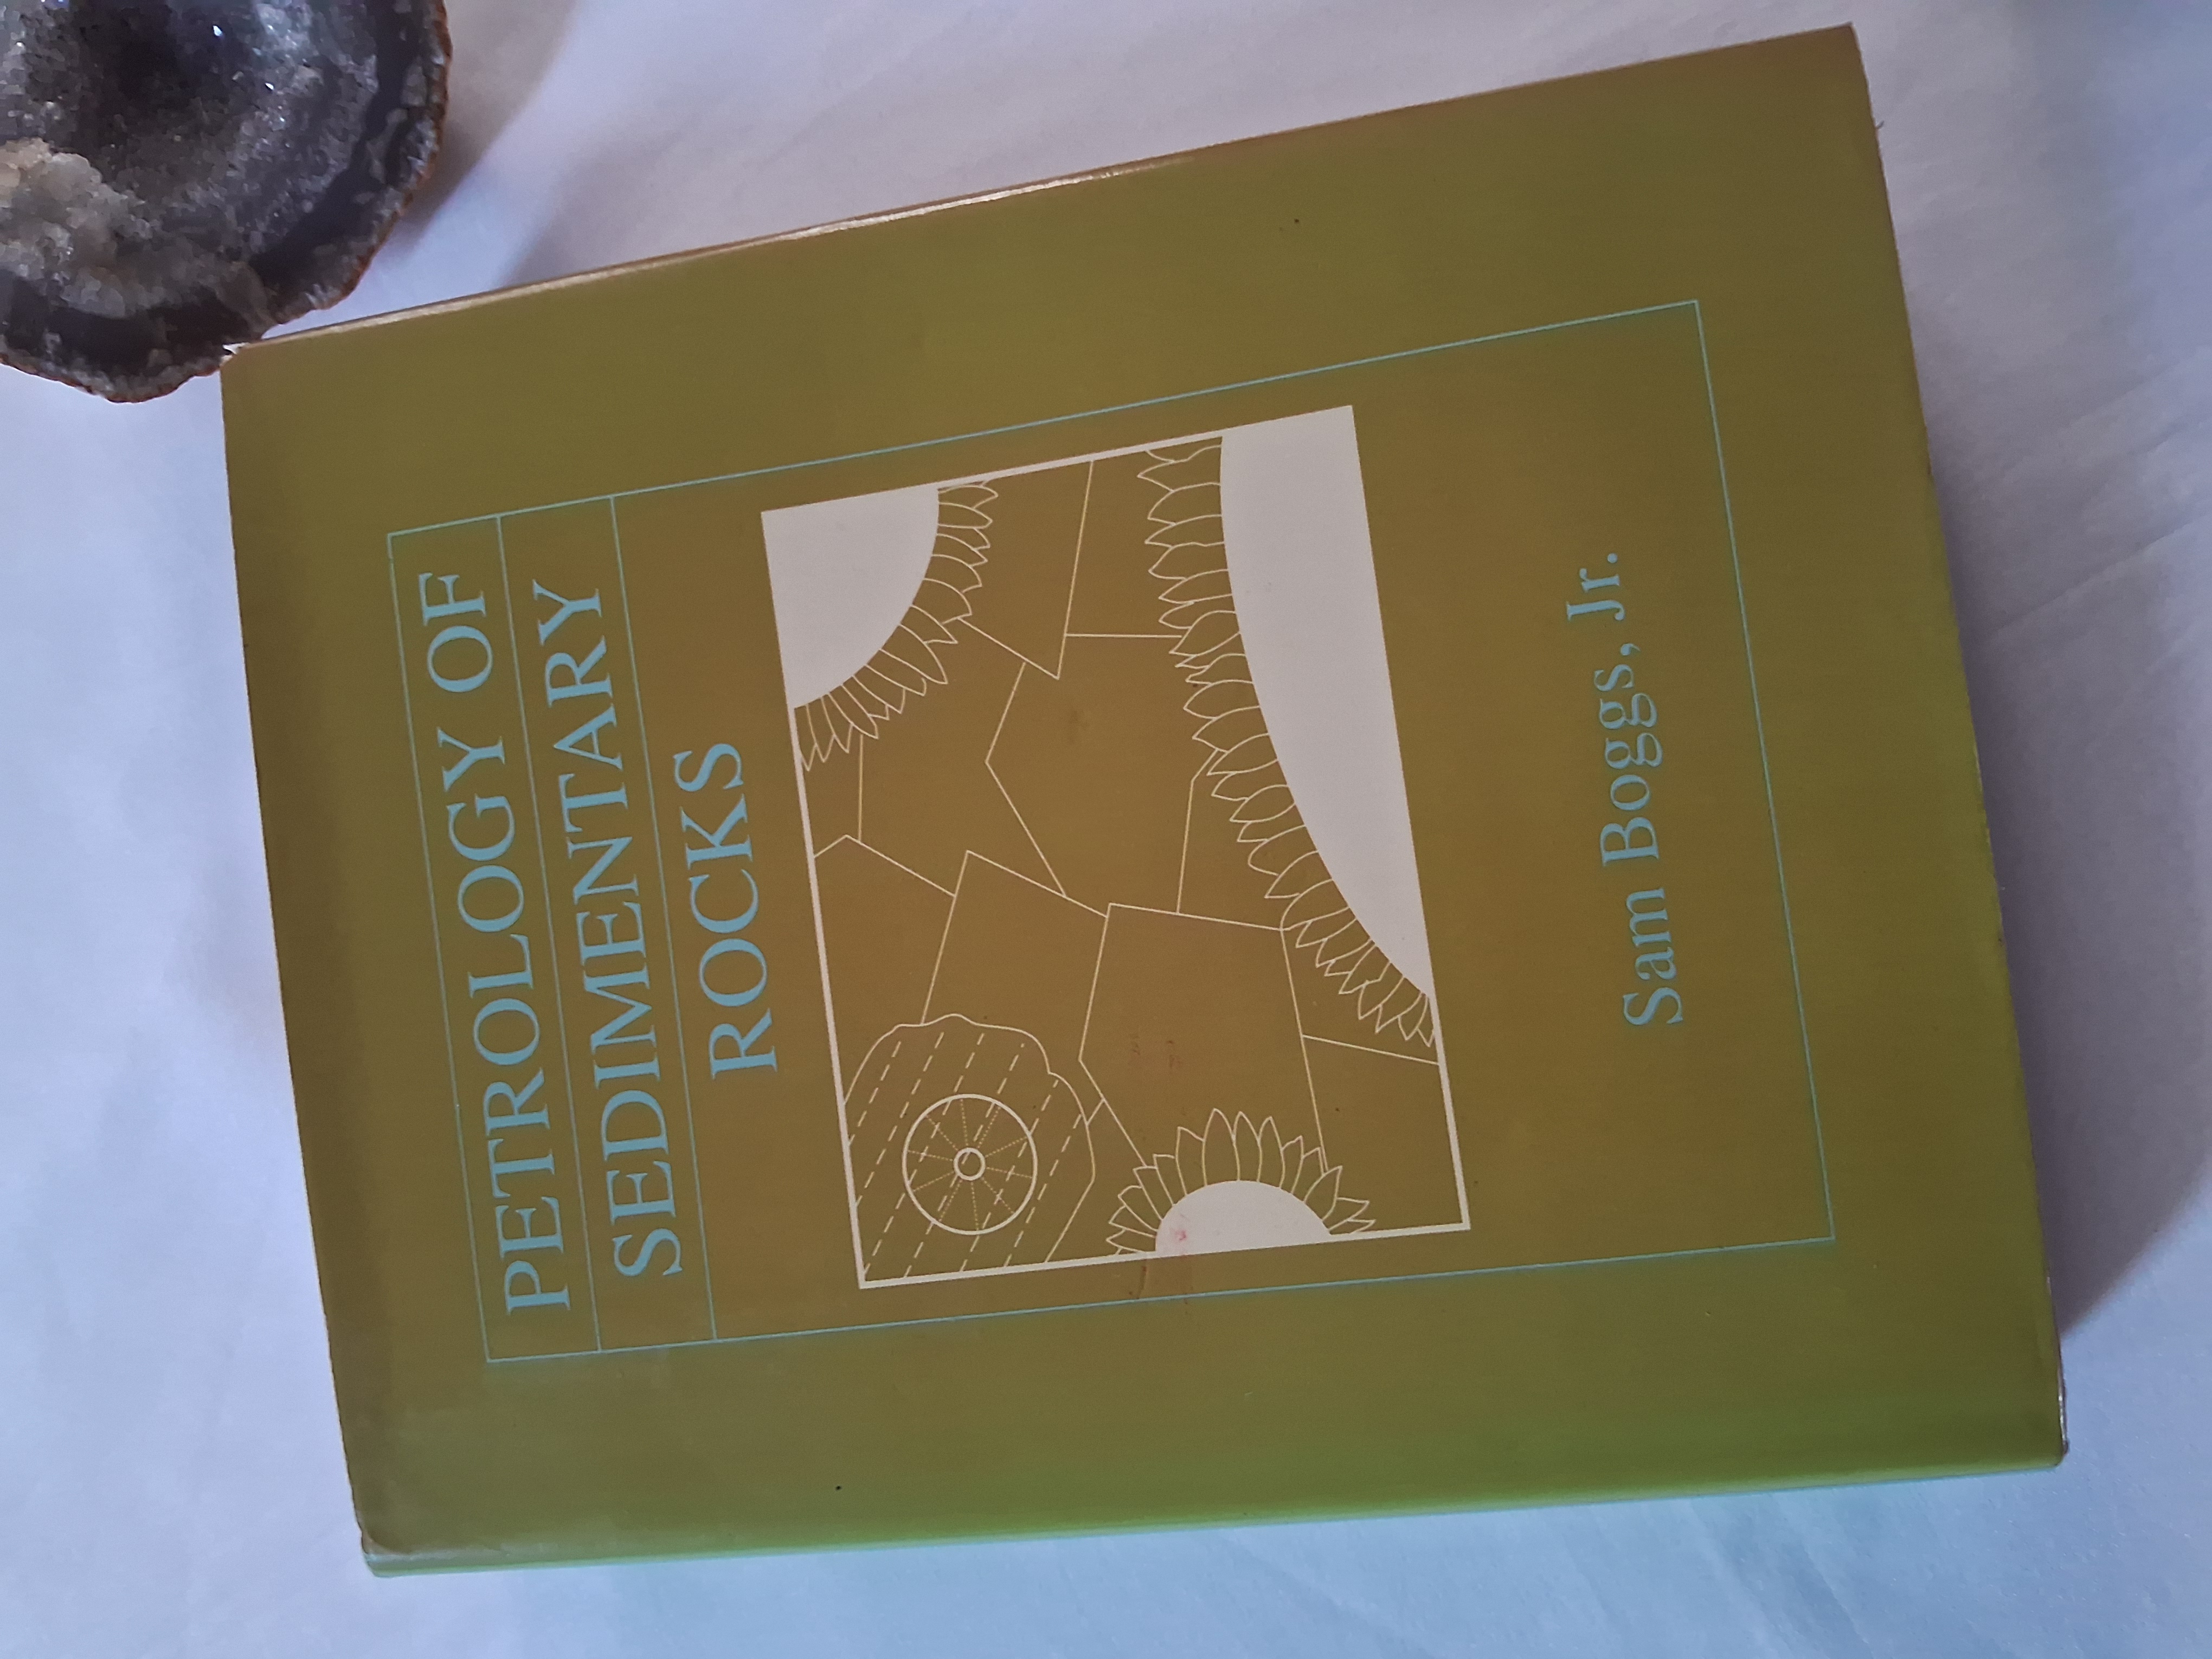 PETROLOGY OF
SEDIMENTARY
ROCKS
Sam Boggs, Jr.